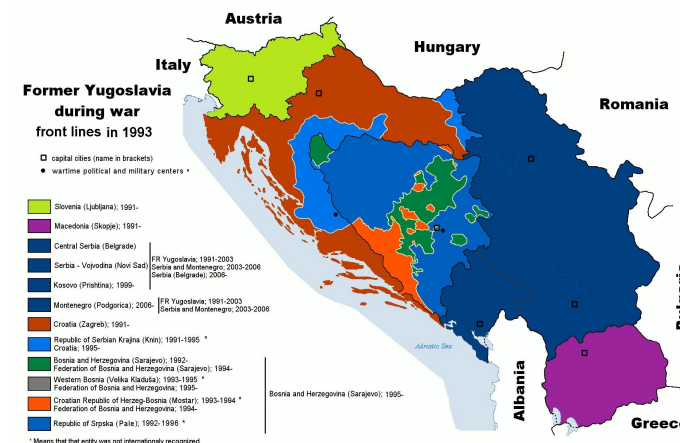 Austria
Hungary
Italy
Romania
Former Yugoslavia
during war
front lines in 1993
capital cities (name in brackets)
wartime political and military centers *
Slovenia (Ljubljana); 1991-
Macedonia (Skopje); 1991-
Central Serbia (Belgrade)
Serbia - Vojvodina (Novi Sad)
Kosovo (Prishtina); 1999-
FR Yugoslavia; 1991-2003
Serbia and Montenegro; 2003-2006
Serbia (Belgrade); 2006-
Montenegro (Podgorica); 2006-
FR Yugoslavia; 1991-2003
Serbia and Montenegro; 2003-2006
Croatia (Zagreb); 1991-
Republic of Serbian Krajina (Knin); 1991-1995 *
Croatia; 1995-
Bosnia and Herzegovina (Sarajevo); 1992-
Federation of Bosnia and Herzegovina (Sarajevo); 1994-
Western Bosnia (Velika Kladuša); 1993-1995 *
Federation of Bosnia and Herzegovina; 1995-
Croatian Republic of Herzeg-Bosnia (Mostar); 1993-1994 *
Federation of Bosnia and Herzegovina; 1994-
Republic of Srpska (Pale); 1992-1996 *
Bosnia and Herzegovina (Sarajevo); 1995-
* Means that that entity was not internationaly recognized
Adriatic Sea
Albania
Greec